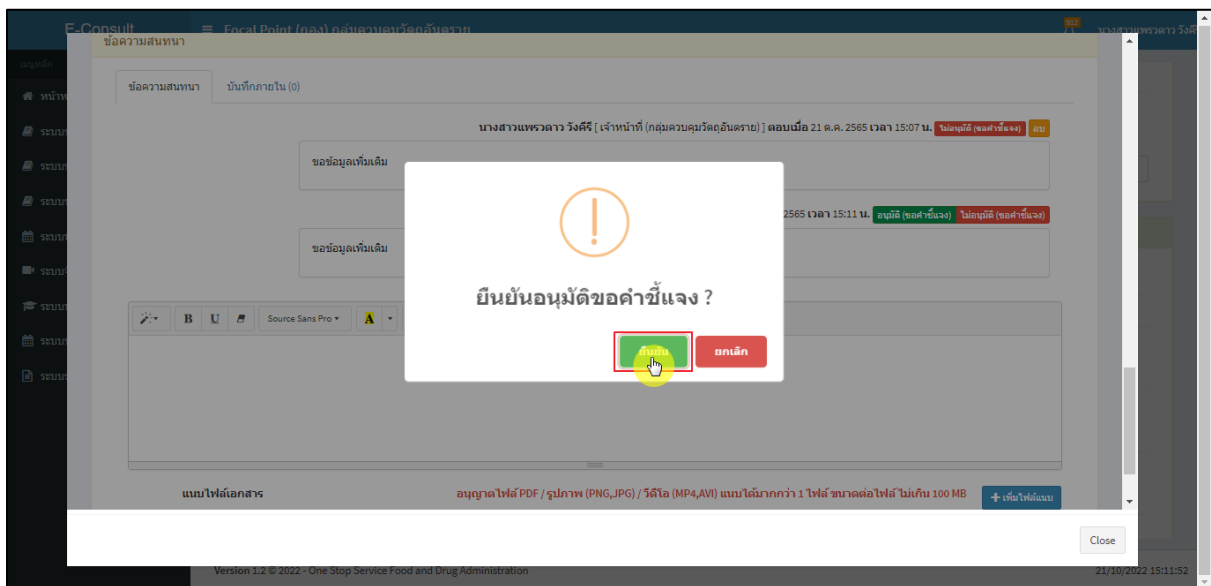 E-Consult
Focal Point (กอง) กลุ่มควบคุมวัตถุอันตราย
512
นางสาวแพรวดาว วังคีรี
ข้อความสนทนา
เมนูหลัก
ข้อความสนทนา
บันทึกภายใน (0)
นางสาวแพรวดาว วังคีรี [ เจ้าหน้าที่ (กลุ่มควบคุมวัตถุอันตราย) ] ตอบเมื่อ 21 ต.ค. 2565 เวลา 15:07 น. ไม่อนุมัติ (ขอคำชี้แจง) ลบ
ขอข้อมูลเพิ่มเติม
2565 เวลา 15:11 น. อนุมัติ (ขอคำชี้แจง) ไม่อนุมัติ (ขอคำชี้แจง)
ขอข้อมูลเพิ่มเติม
ยืนยันอนุมัติขอคำชี้แจง ?
ยืนยัน
ยกเลิก
B U Source Sans Pro A
แนบไฟล์เอกสาร
อนุญาตไฟล์ PDF / รูปภาพ (PNG,JPG) / วีดีโอ (MP4,AVI) แนบได้มากกว่า 1 ไฟล์ ขนาดต่อไฟล์ ไม่เกิน 100 MB
เพิ่มไฟล์แนบ
Close
Version 1.2 © 2022 - One Stop Service Food and Drug Administration
21/10/2022 15:11:52